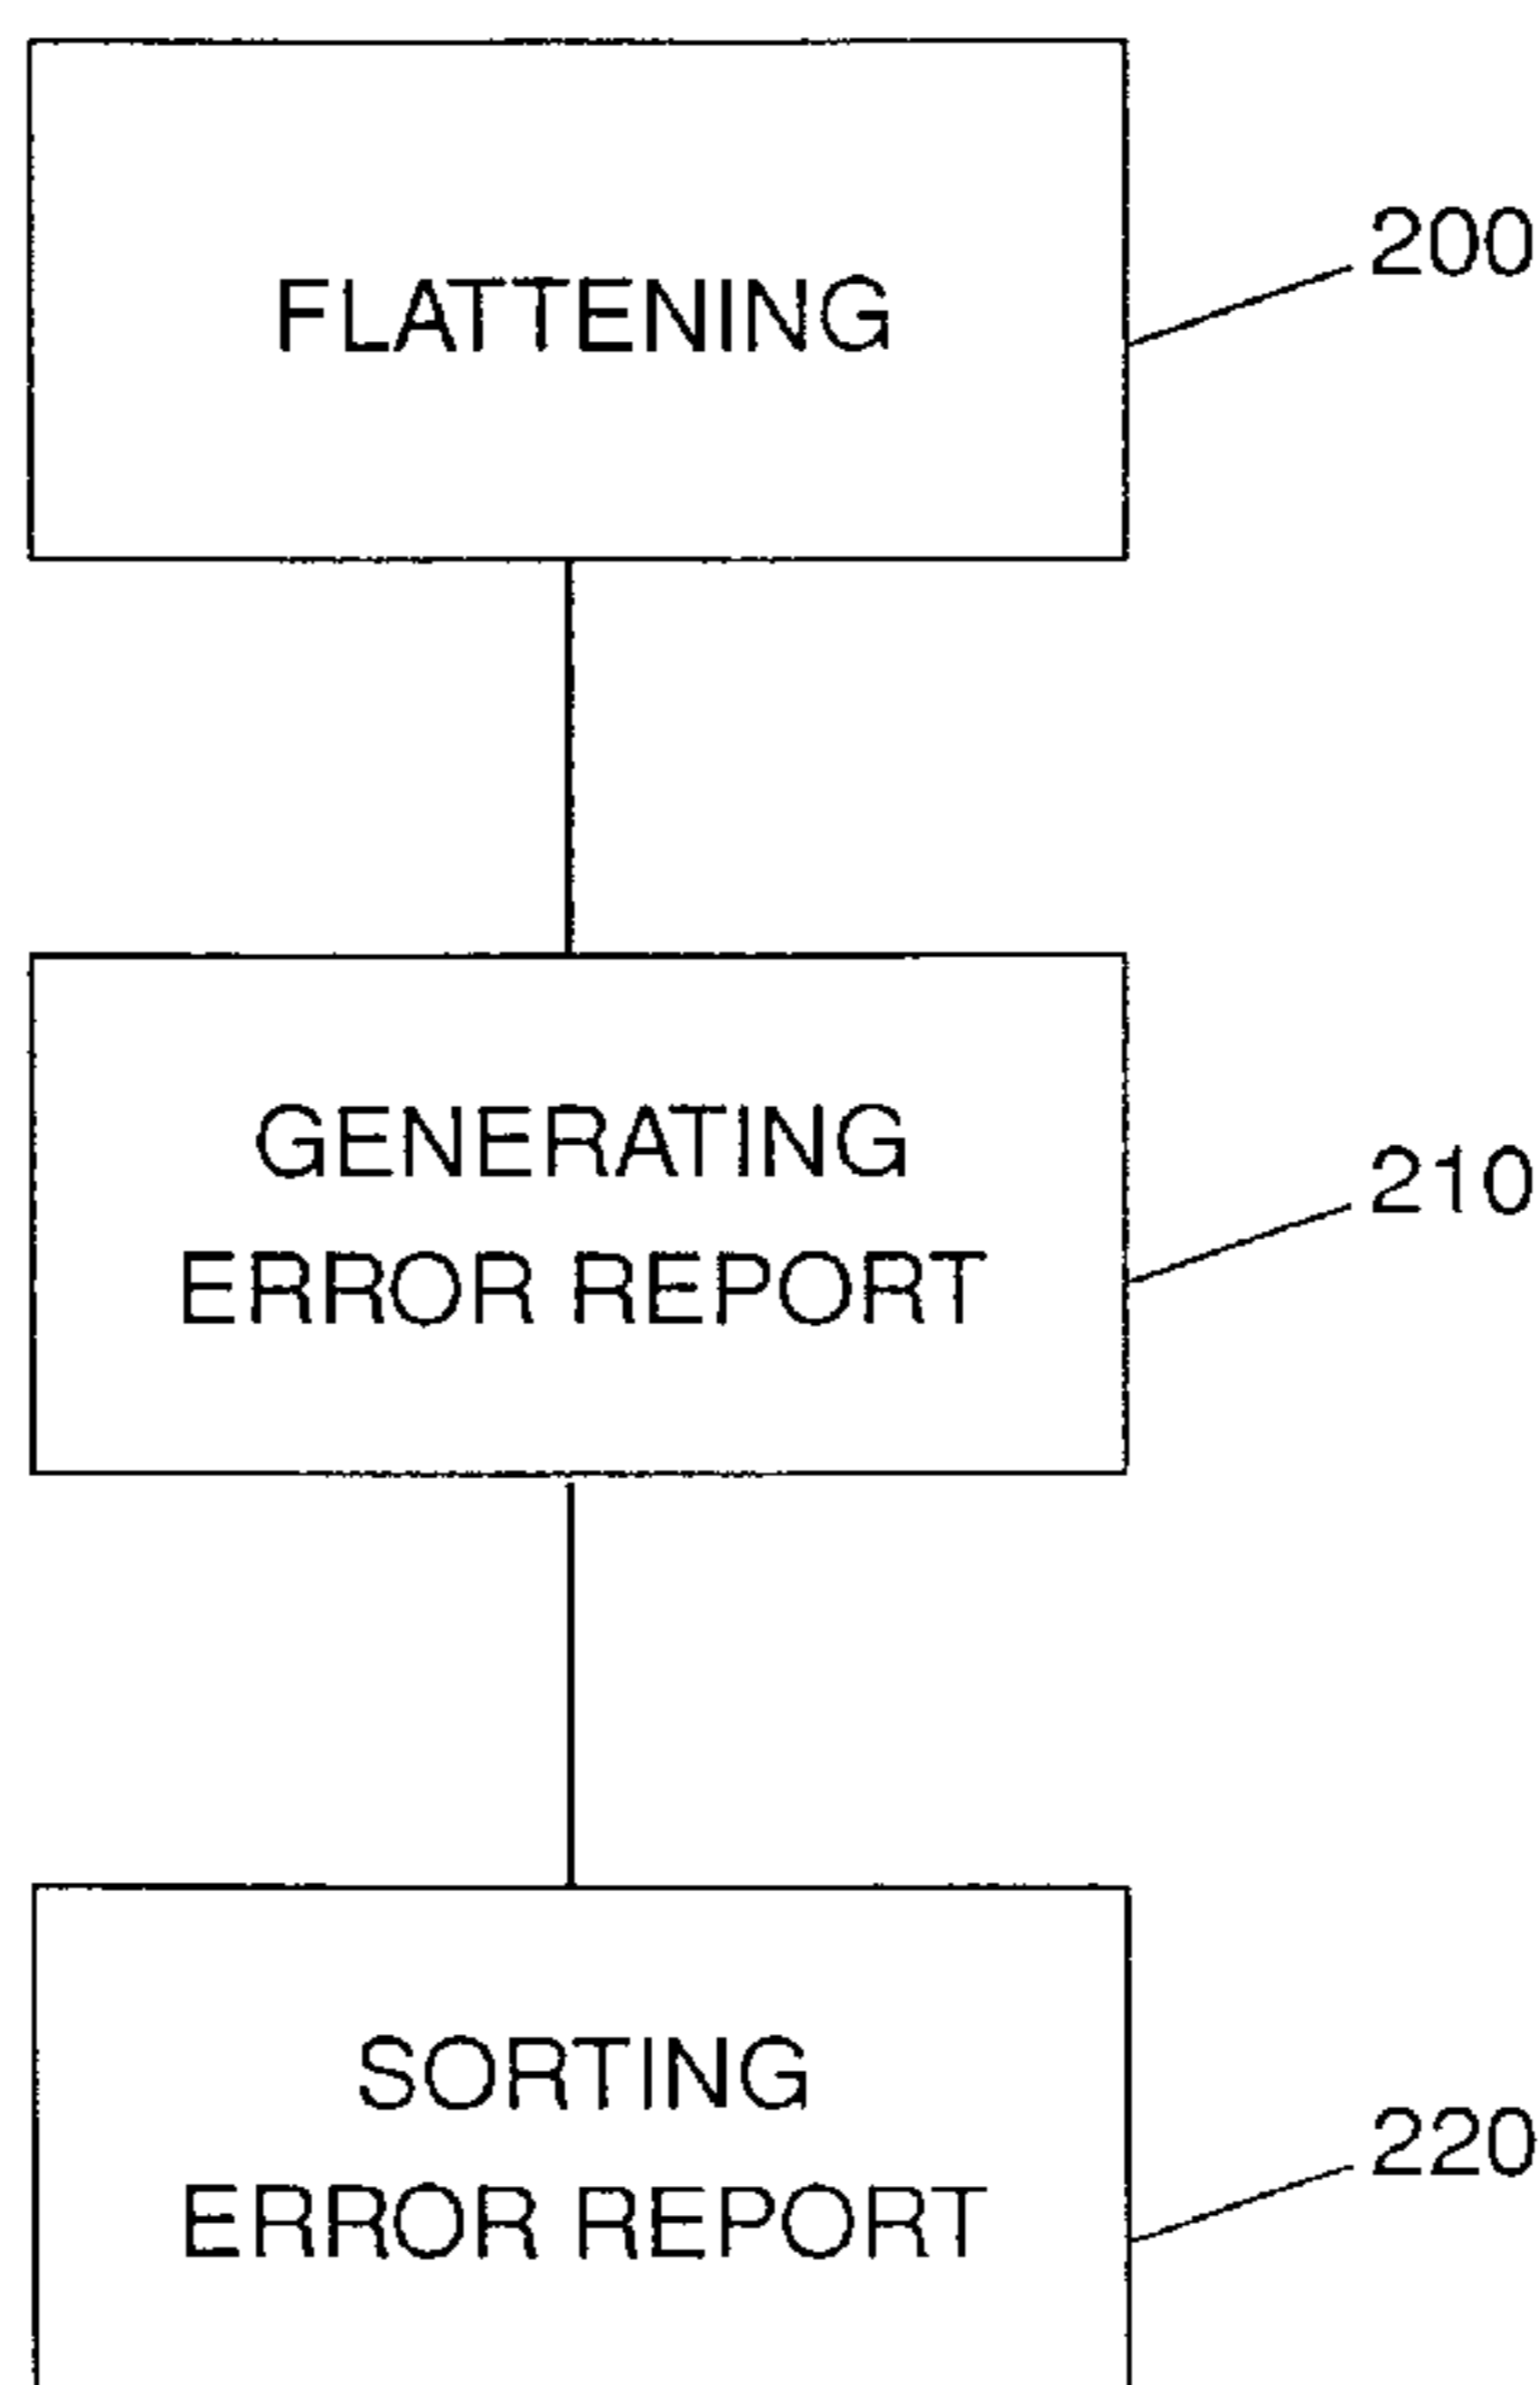 FLATTENING
200
GENERATING
ERROR REPORT
210
SORTING
ERROR REPORT
220